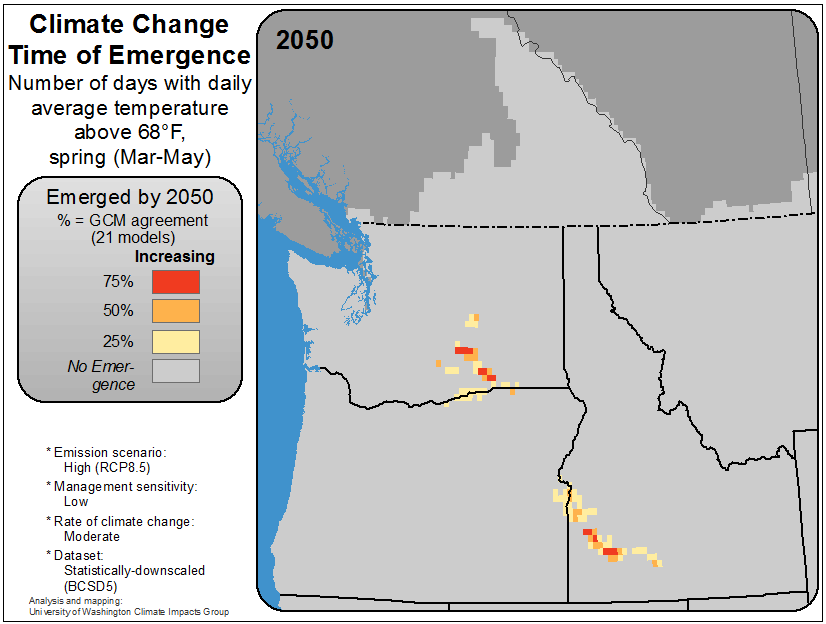 Climate Change
Time of Emergence
Number of days with daily
average temperature
above 68°F,
spring (Mar-May)
Emerged by 2050
% = GCM agreement
(21 models)
Increasing
75%
50%
25%
No Emer-
gence
* Emission scenario:
High (RCP8.5)
* Management sensitivity:
Low
* Rate of climate change:
Moderate
* Dataset:
Statistically-downscaled
(BCSD5)
Analysis and mapping:
University of Washington Climate Impacts Group
2050